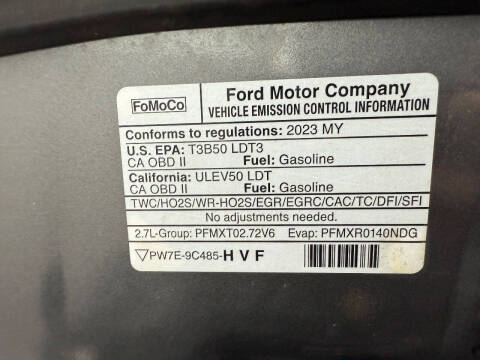 FoMoCo
Ford Motor Company
VEHICLE EMISSION CONTROL INFORMATION
Conforms to regulations: 2023 MY
U.S. EPA: T3B50 LDT3
CA OBD II Fuel: Gasoline
California: ULEV50 LDT
CA OBD II Fuel: Gasoline
TWC/HO2S/WR-HO2S/EGR/EGRC/CAC/TC/DFI/SFI
No adjustments needed.
2.7L-Group: PFMXT02.72V6 Evap: PFMXR0140NDG
▽PW7E-9C485-H V F